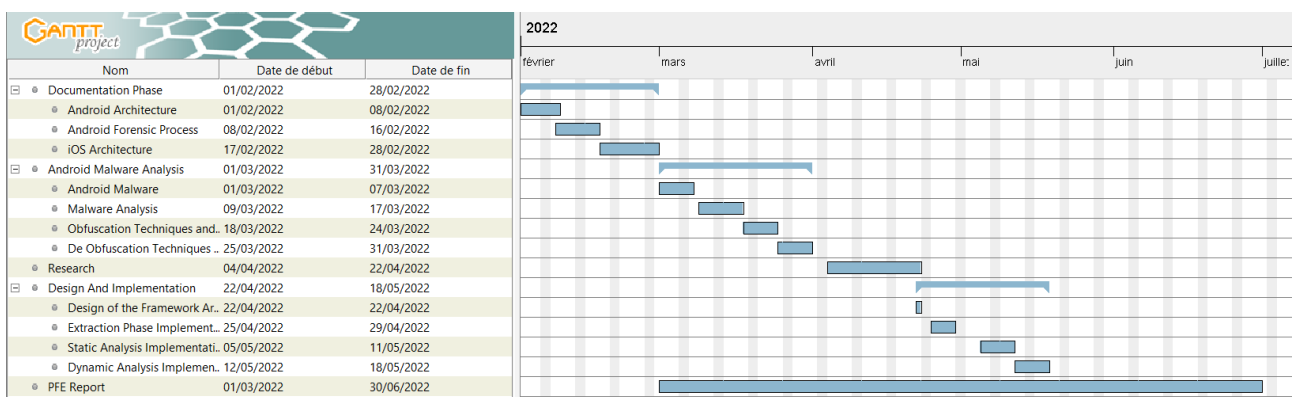 GANTT
project
2022
février mars avril mai juin juillet
Nom Date de début Date de fin
Documentation Phase 01/02/2022 28/02/2022
Android Architecture 01/02/2022 08/02/2022
Android Forensic Process 08/02/2022 16/02/2022
iOS Architecture 17/02/2022 28/02/2022
Android Malware Analysis 01/03/2022 31/03/2022
Android Malware 01/03/2022 07/03/2022
Malware Analysis 09/03/2022 17/03/2022
Obfuscation Techniques and.. 18/03/2022 24/03/2022
De Obfuscation Techniques .. 25/03/2022 31/03/2022
Research 04/04/2022 22/04/2022
Design And Implementation 22/04/2022 18/05/2022
Design of the Framework Ar.. 22/04/2022 22/04/2022
Extraction Phase Implement.. 25/04/2022 29/04/2022
Static Analysis Implementati.. 05/05/2022 11/05/2022
Dynamic Analysis Implemen.. 12/05/2022 18/05/2022
PFE Report 01/03/2022 30/06/2022